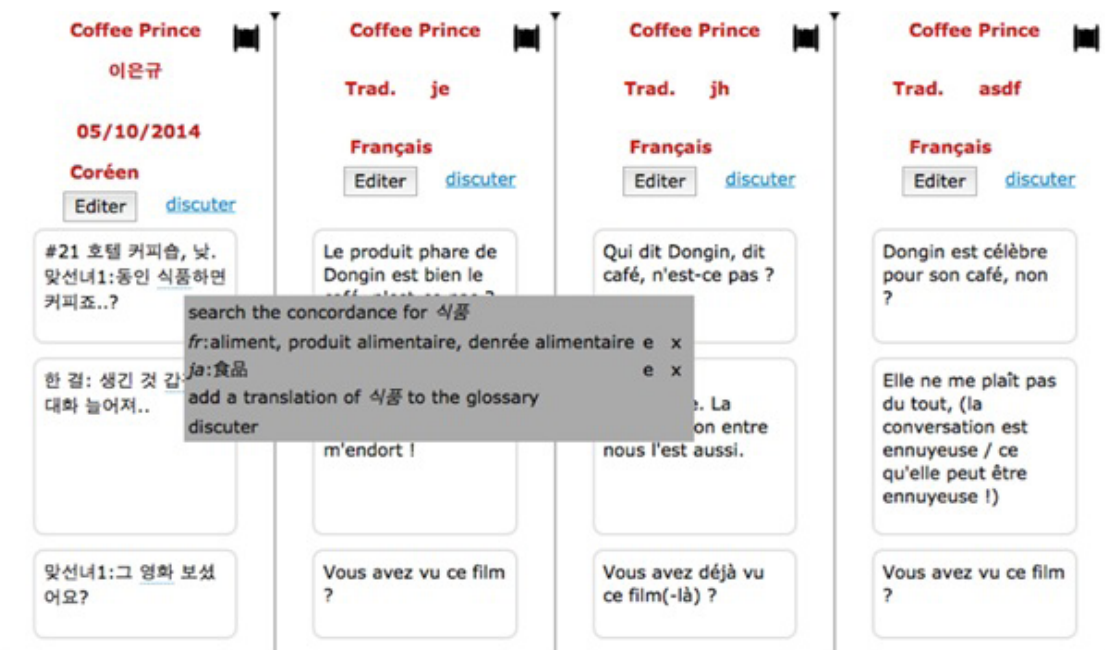 Coffee Prince
이은규
05/10/2014
Coréen
Editer discuter
#21 호텔 커피숍, 낮.
맞선녀1:동인 식품하면
커피죠..?
한 결: 생긴 것
대화 늘어져..
맞선녀1:그 영화 보셨
어요?
Coffee Prince
Trad. je
Français
Editer discuter
Le produit phare de
Dongin est bien le
café, n'est-ce pas ?
m'endort !
Vous avez vu ce film
?
Coffee Prince
Trad. jh
Français
Editer discuter
Qui dit Dongin, dit
café, n'est-ce pas ?
La
entre
nous l'est aussi.
Vous avez déjà vu
ce film(-là) ?
Coffee Prince
Trad. asdf
Français
Editer discuter
Dongin est célèbre
pour son café, non
?
Elle ne me plaît pas
du tout, (la
conversation est
ennuyeuse / ce
qu'elle peut être
ennuyeuse !)
Vous avez vu ce film
?
search the concordance for 식품
fr:aliment, produit alimentaire, denrée alimentaire e x
ja:食品 e x
add a translation of 식품 to the glossary
discuter